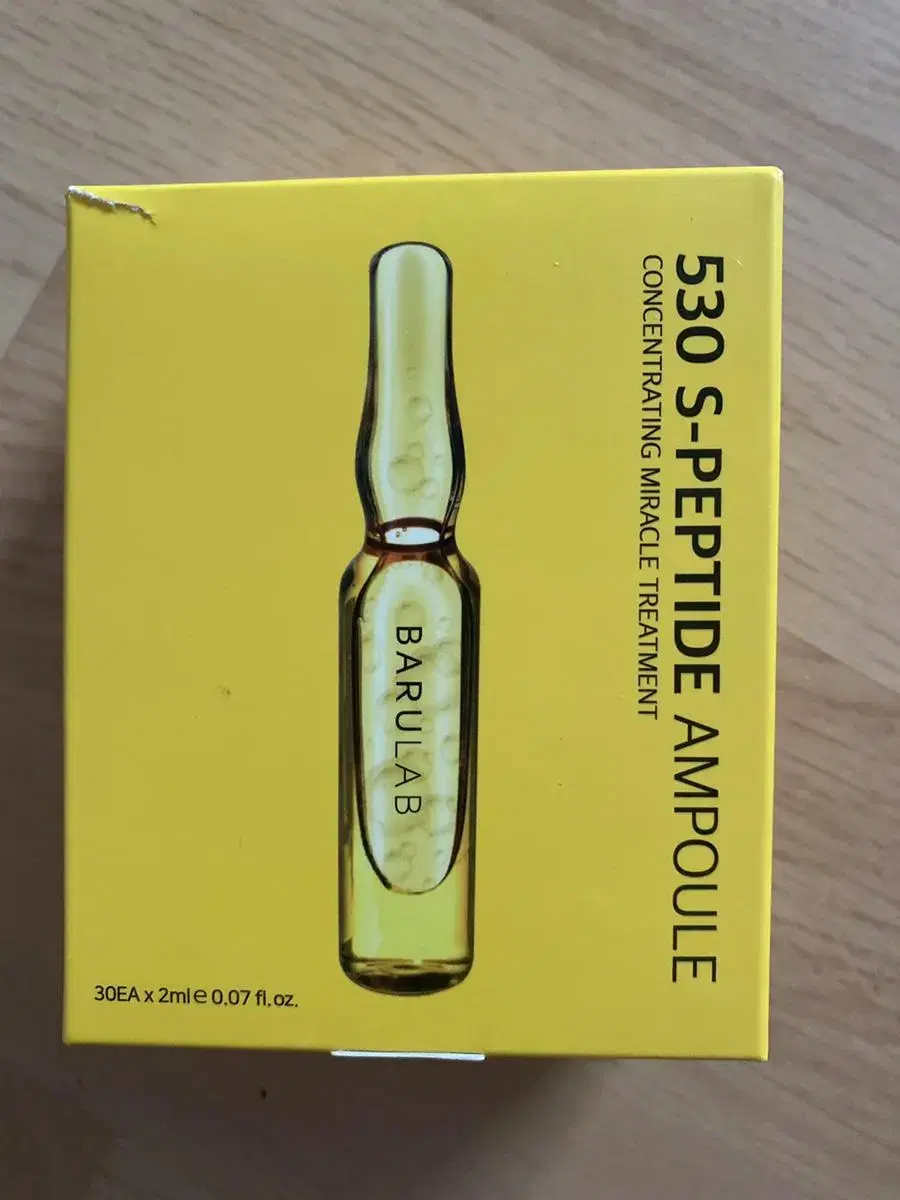 530 S-PEPTIDE AMPOULE
CONCENTRATING MIRACLE TREATMENT
BARULAB
30EA x 2ml e 0.07 fl.oz.